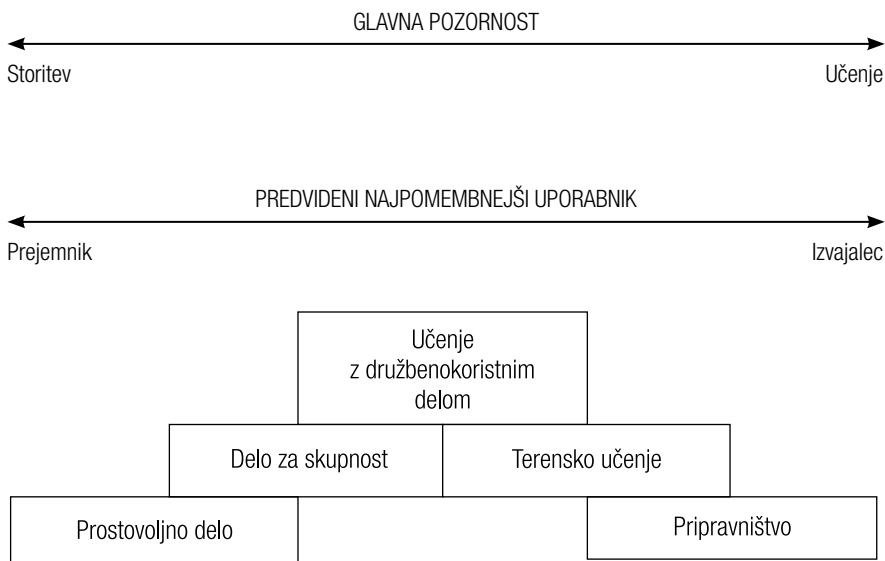 GLAVNA POZORNOST
Storitev
Učenje
PREDVIDENI NAJPOMEMBNEJŠI UPORABNIK
Prejemnik
Izvajalec
Učenje
z družbenokoristnim
delom
Delo za skupnost
Terensko učenje
Prostovoljno delo
Pripravništvo